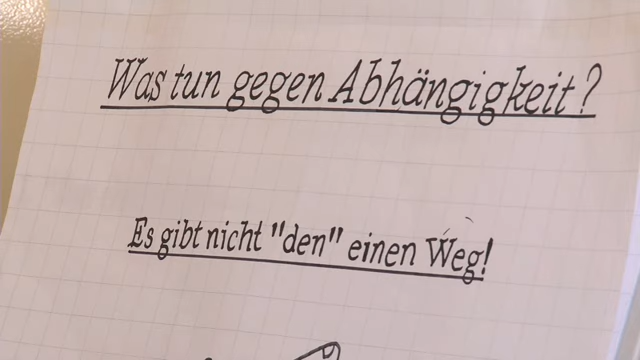 Was tun gegen Abhängigkeit?
Es gibt nicht "den" einen Weg!